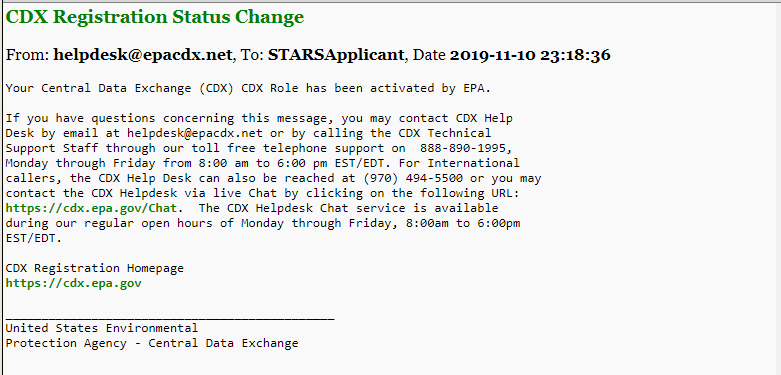 CDX Registration Status Change
From: helpdesk@epacdx.net, To: STARSApplicant, Date 2019-11-10 23:18:36
Your Central Data Exchange (CDX) CDX Role has been activated by EPA.
If you have questions concerning this message, you may contact CDX Help
Desk by email at helpdesk@epacdx.net or by calling the CDX Technical
Support Staff through our toll free telephone support on  888-890-1995,
Monday through Friday from 8:00 am to 6:00 pm EST/EDT. For International
callers, the CDX Help Desk can also be reached at (970) 494-5500 or you may
contact the CDX Helpdesk via live Chat by clicking on the following URL:
https://cdx.epa.gov/Chat.  The CDX Helpdesk Chat service is available
during our regular open hours of Monday through Friday, 8:00am to 6:00pm
EST/EDT.
CDX Registration Homepage
https://cdx.epa.gov
______________________________________________
United States Environmental
Protection Agency - Central Data Exchange